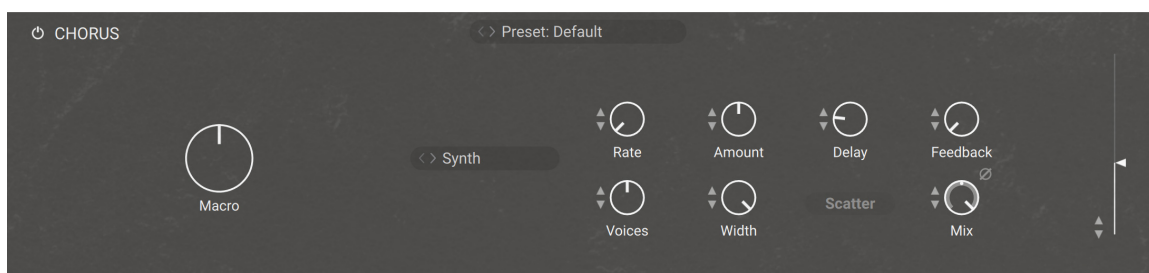 CHORUS
Preset: Default
Rate
Amount
Delay
Feedback
Synth
Macro
Voices
Width
Scatter
Mix